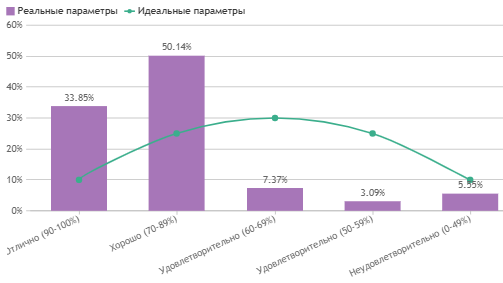 Реальные параметры Идеальные параметры
60%
50%
40%
30%
20%
10%
0%
33.85%
50.14%
7.37%
3.09%
5.55%
Отлично (90-100%)
Хорошо (70-89%)
Удовлетворительно (60-69%)
Удовлетворительно (50-59%)
Неудовлетворительно (0-49%)